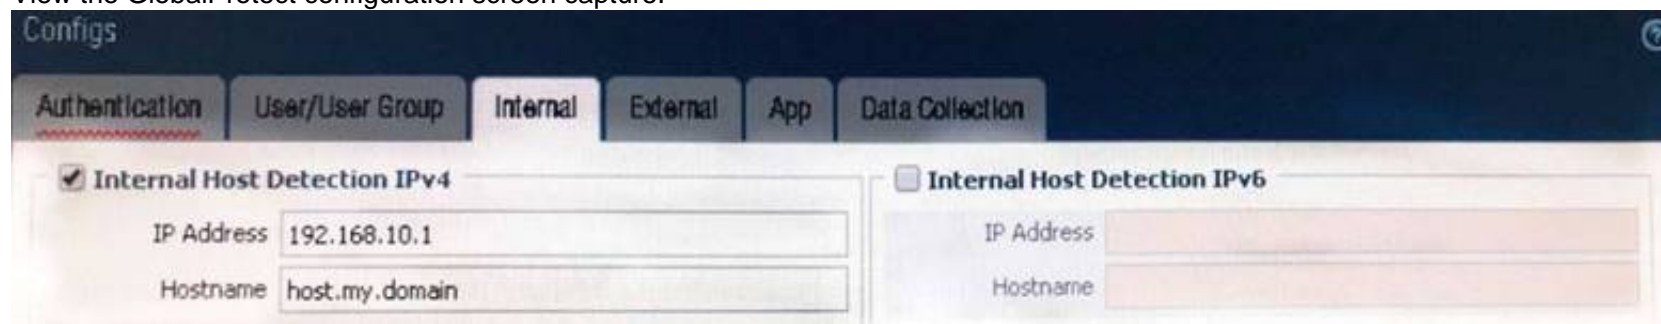 View the GlobalProtect configuration screen capture.
Configs
Authentication User/User Group Internal External App Data Collection
Internal Host Detection IPv4 Internal Host Detection IPv6
IP Address 192.168.10.1 IP Address
Hostname host.my.domain Hostname